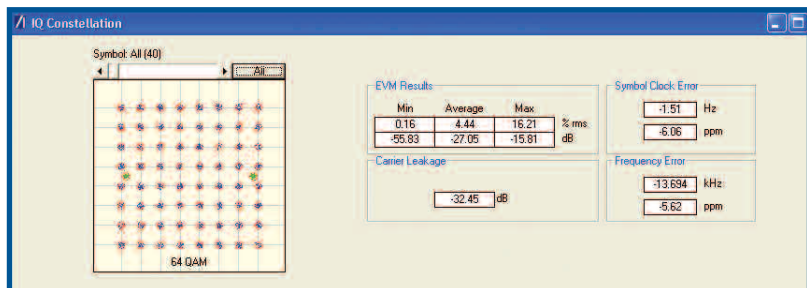 IQ Constellation
Symbol: All (40)
All
64 QAM
EVM Results
Min Average Max
0.16 4.44 16.21 % rms
-55.83 -27.05 -15.81 dB
Carrier Leakage
-32.45 dB
Symbol Clock Error
-1.51 Hz
-6.06 ppm
Frequency Error
-13.694 kHz
-5.62 ppm